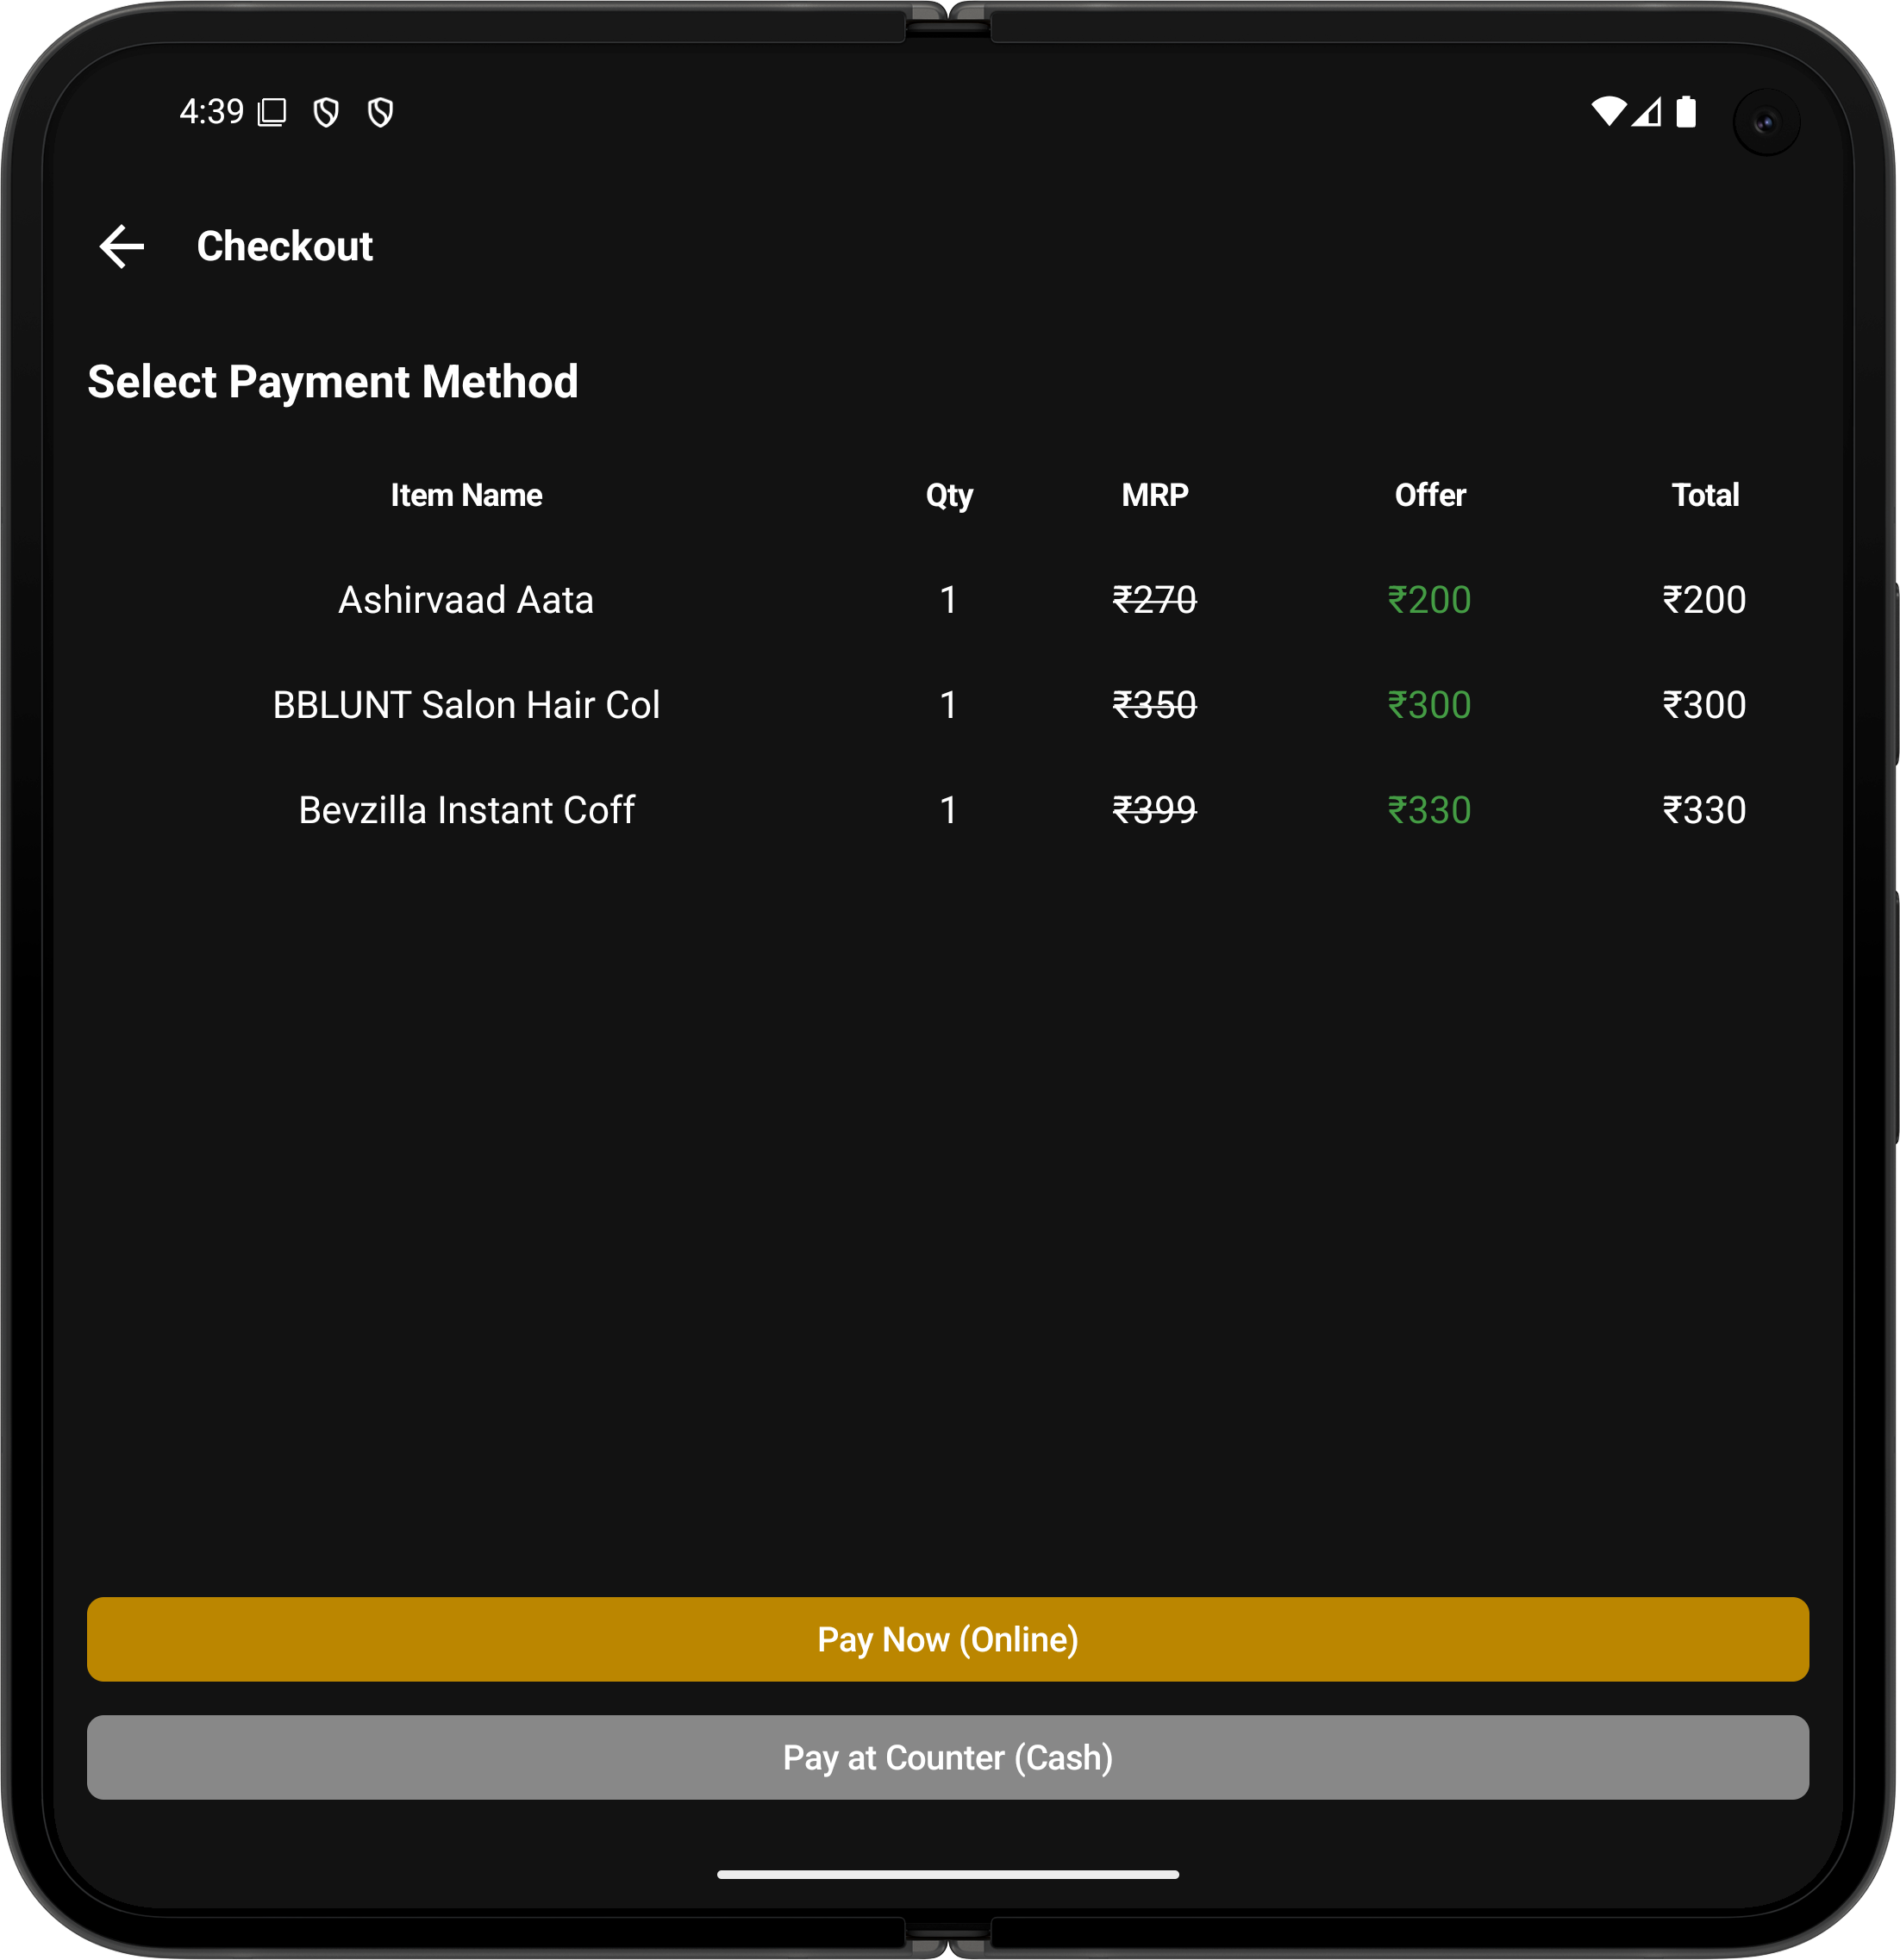 4:39
Checkout
Select Payment Method
Item Name Qty MRP Offer Total
Ashirvaad Aata 1 ₹270 ₹200 ₹200
BBLUNT Salon Hair Col 1 ₹350 ₹300 ₹300
Bevzilla Instant Coff 1 ₹399 ₹330 ₹330
Pay Now (Online)
Pay at Counter (Cash)